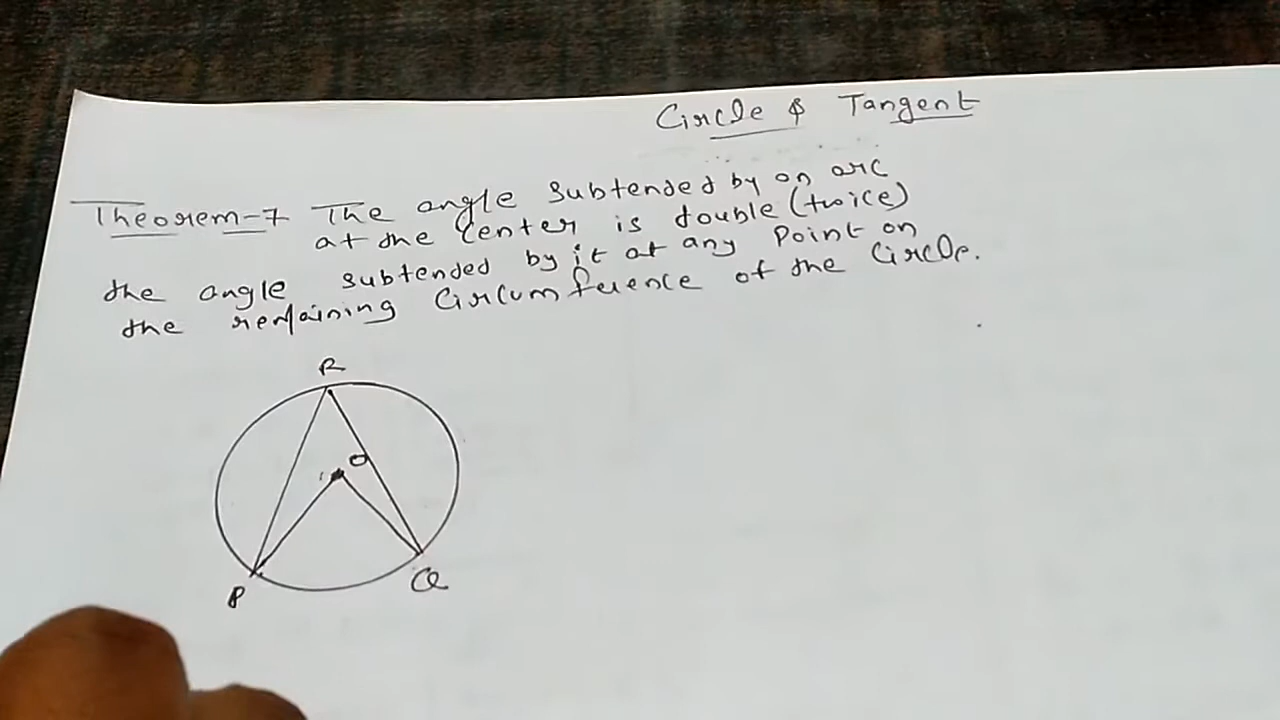 Circle & Tangent
Theorem-7 The angle subtended by an arc
at the center is double (twice)
the angle subtended by it at any point on
the remaining circumference of the circle.
R
O
P
Q